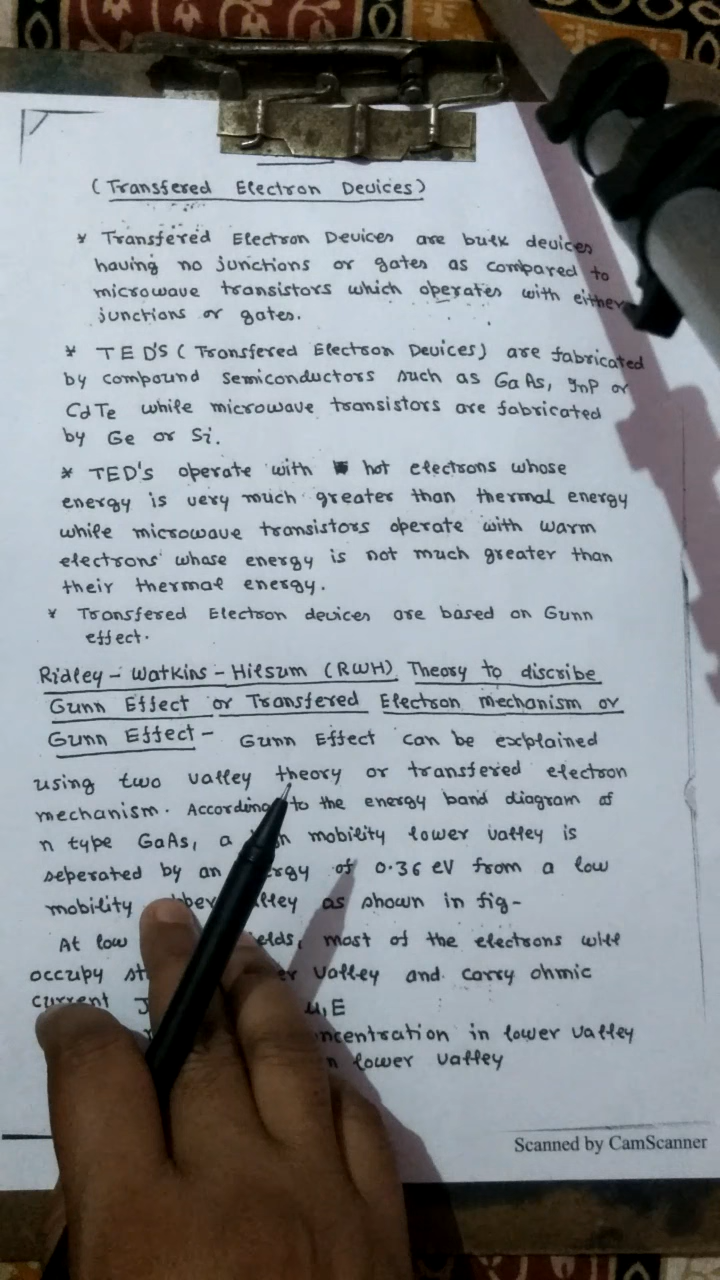 (Transfered Electron Devices)
* Transfered Electron Devices are bulk devices
having no junctions or gates as compared to
microwave transistors which operates with either
junctions or gates.
* TED'S (Transfered Electron Devices) are fabricated
by compound semiconductors such as GaAs, InP or
CdTe while microwave transistors are fabricated
by Ge or Si.
* TED'S operate with hot electrons whose
energy is very much greater than thermal energy
while microwave transistors operate with warm
electrons whose energy is not much greater than
their thermal energy.
* Transfered Electron devices are based on Gunn
effect.
Ridley - Watkins - Hilsum (RWH) Theory to discribe
Gunn Effect or Transfered Electron mechanism or
Gunn Effect - Gunn Effect can be explained
using two valley theory or transfered electron
mechanism. According to the energy band diagram of
n type GaAs, a mobility lower valley is
seperated by an of 0.36 eV from a low
mobility as shown in fig-
At low most of the electrons will
occupy valley and carry ohmic
current J μ,E
in lower valley
lower valley
Scanned by CamScanner